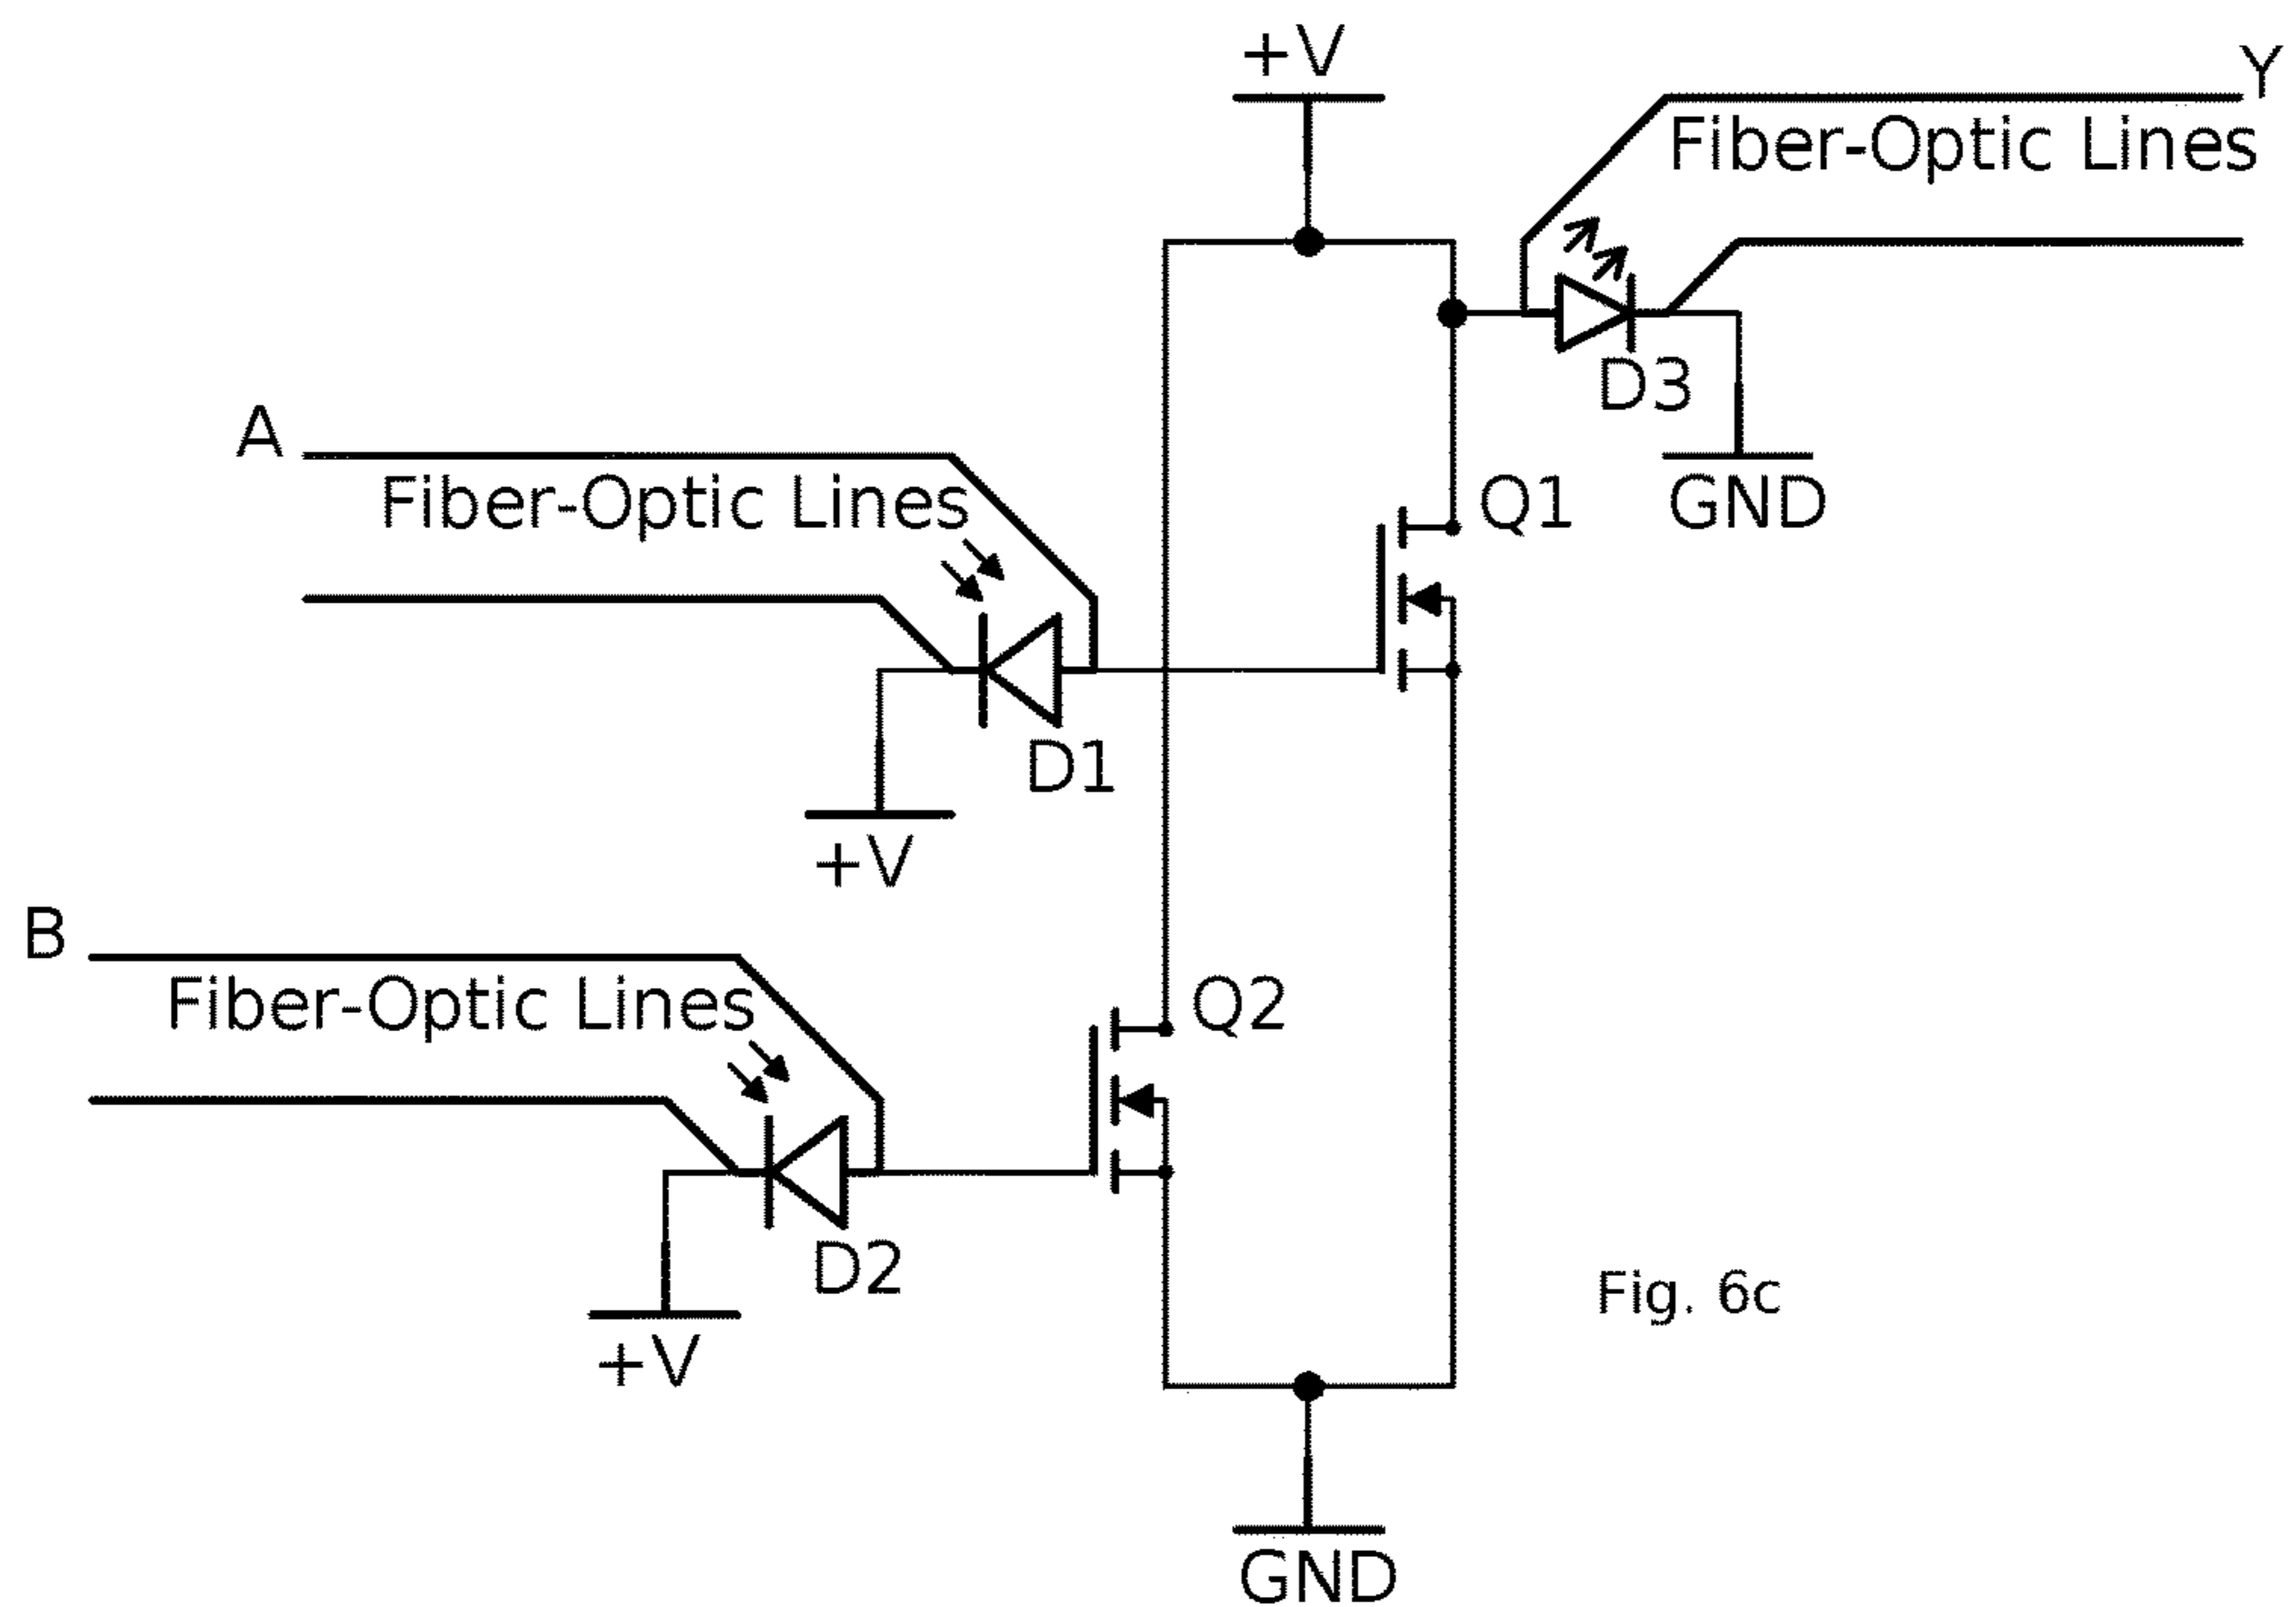 +V
Y
Fiber-Optic Lines
D3
A
Fiber-Optic Lines
Q1
GND
D1
+V
B
Fiber-Optic Lines
Q2
D2
Fig. 6c
+V
GND